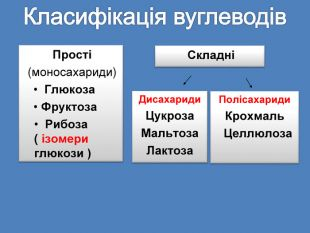 Класифікація вуглеводів
Прості
(моносахариди)
• Глюкоза
• Фруктоза
• Рибоза
( ізомери
глюкози )
Складні
Дисахариди
Цукроза
Мальтоза
Лактоза
Полісахариди
Крохмаль
Целлюлоза